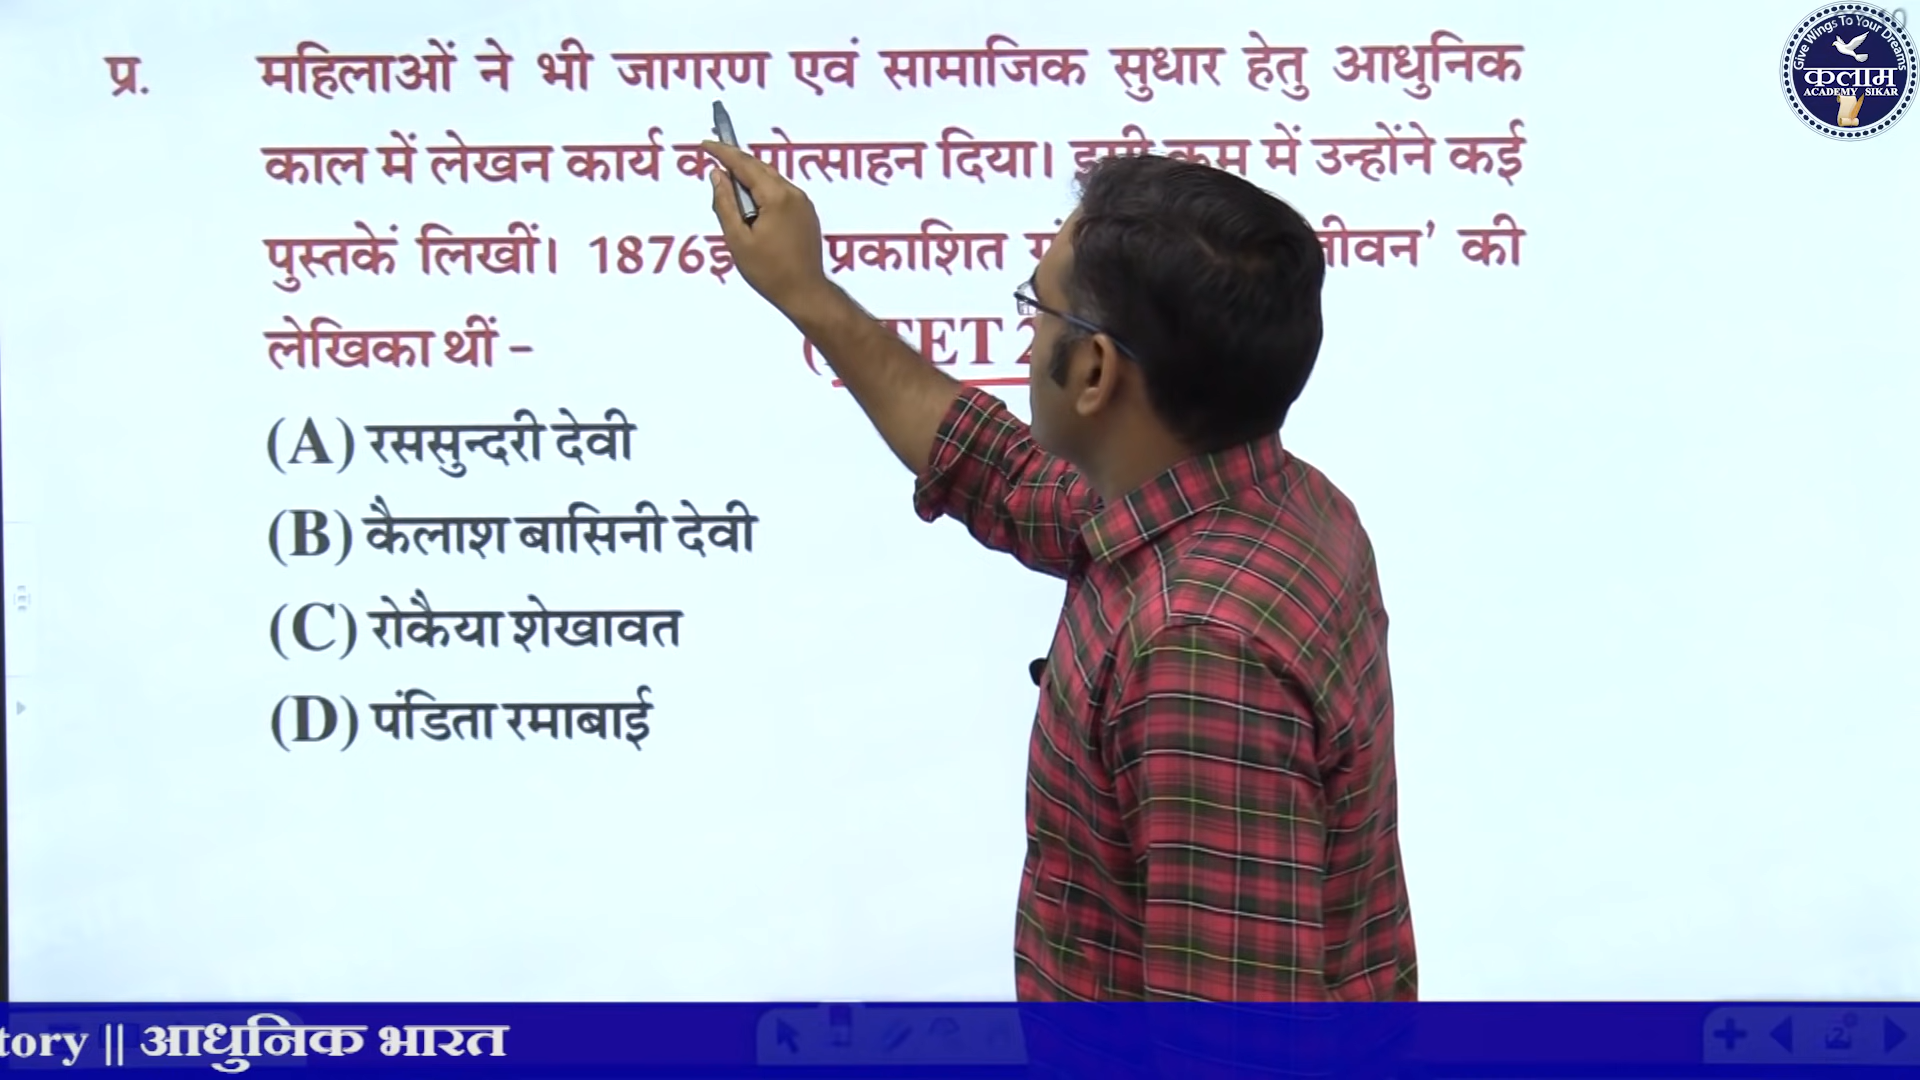 प्र. महिलाओं ने भी जागरण एवं सामाजिक सुधार हेतु आधुनिक
काल में लेखन कार्य दिया। में उन्होंने कई
पुस्तकें लिखीं। 1876 प्रकाशित की
लेखिका थीं –
(A) रससुन्दरी देवी
(B) कैलाश बासिनी देवी
(C) रोकैया शेखावत
(D) पंडिता रमाबाई
Give Wings To Your Dreams
कलाम
ACADEMY SIKAR
tory || आधुनिक भारत